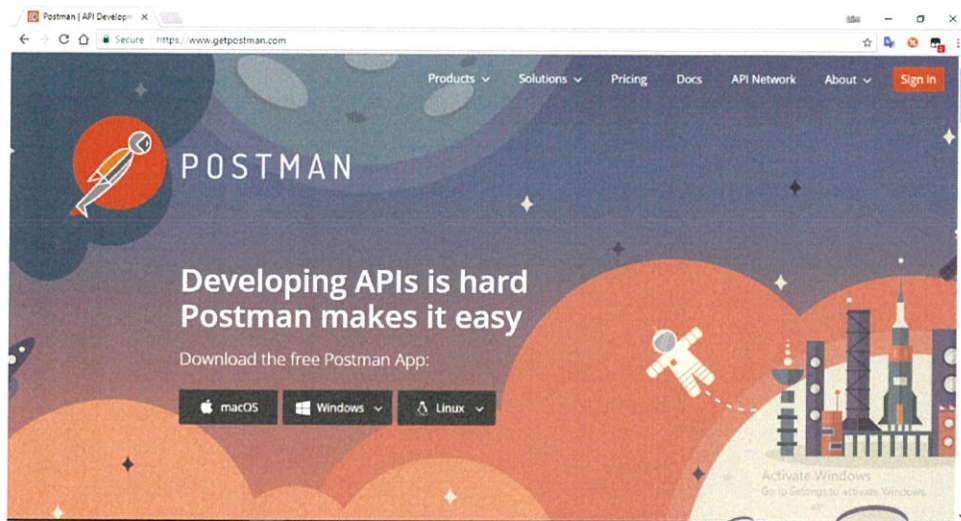 Postman | API Develop
Secure
https://www.getpostman.com
Products
Solutions
Pricing
Docs
API Network
About
Sign in
POSTMAN
Developing APIs is hard
Postman makes it easy
Download the free Postman App:
macOS
Windows
Linux
Activate Windows
Go to Settings to activate Windows.